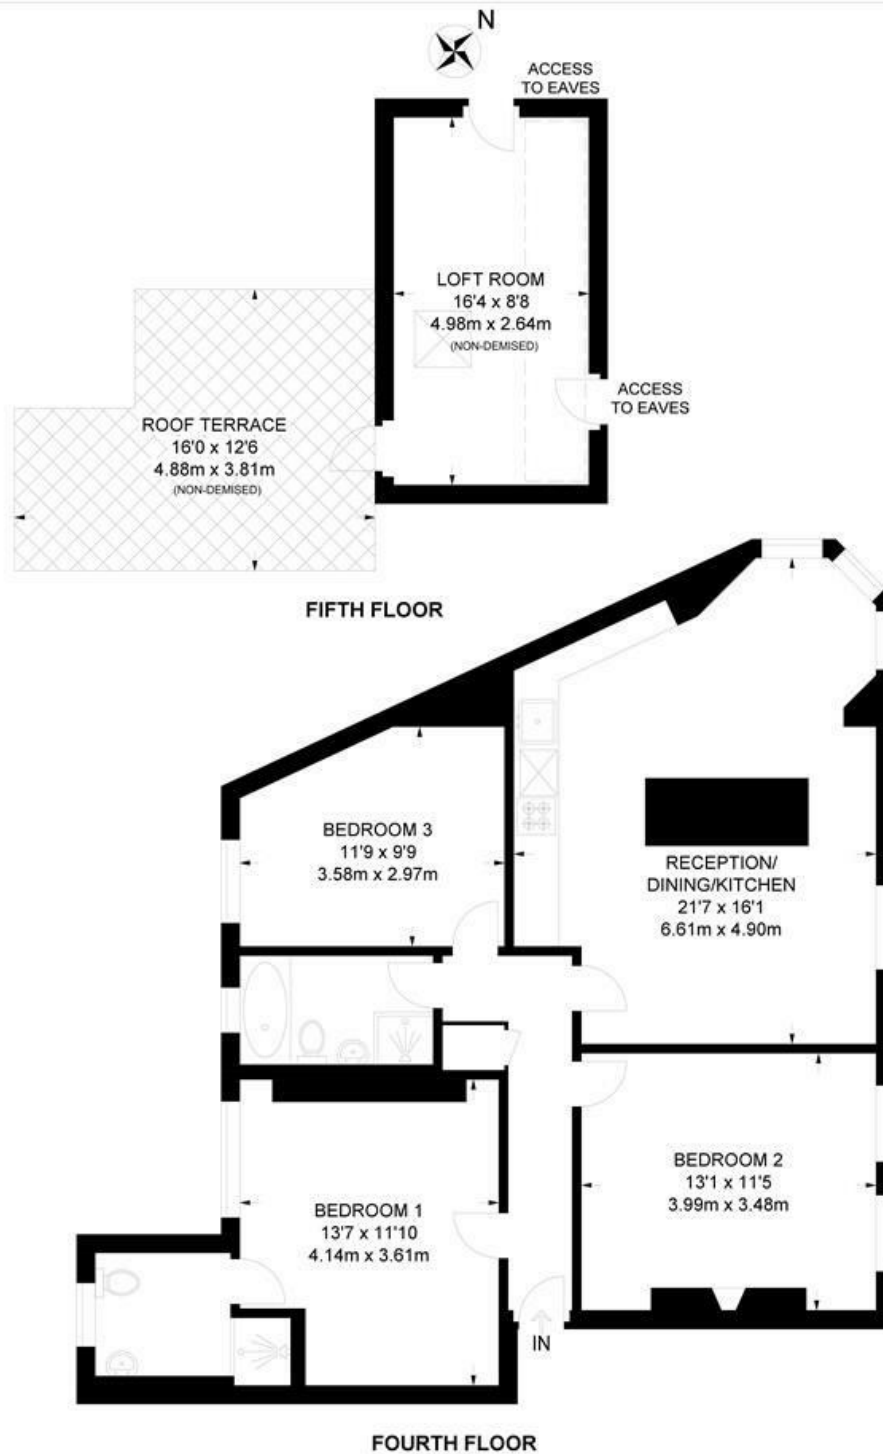 N
ACCESS
TO EAVES
LOFT ROOM
16'4 x 8'8
4.98m x 2.64m
(NON-DEMISED)
ACCESS
TO EAVES
ROOF TERRACE
16'0 x 12'6
4.88m x 3.81m
(NON-DEMISED)
FIFTH FLOOR
BEDROOM 3
11'9 x 9'9
3.58m x 2.97m
RECEPTION/
DINING/KITCHEN
21'7 x 16'1
6.61m x 4.90m
BEDROOM 2
13'1 x 11'5
3.99m x 3.48m
BEDROOM 1
13'7 x 11'10
4.14m x 3.61m
IN
FOURTH FLOOR